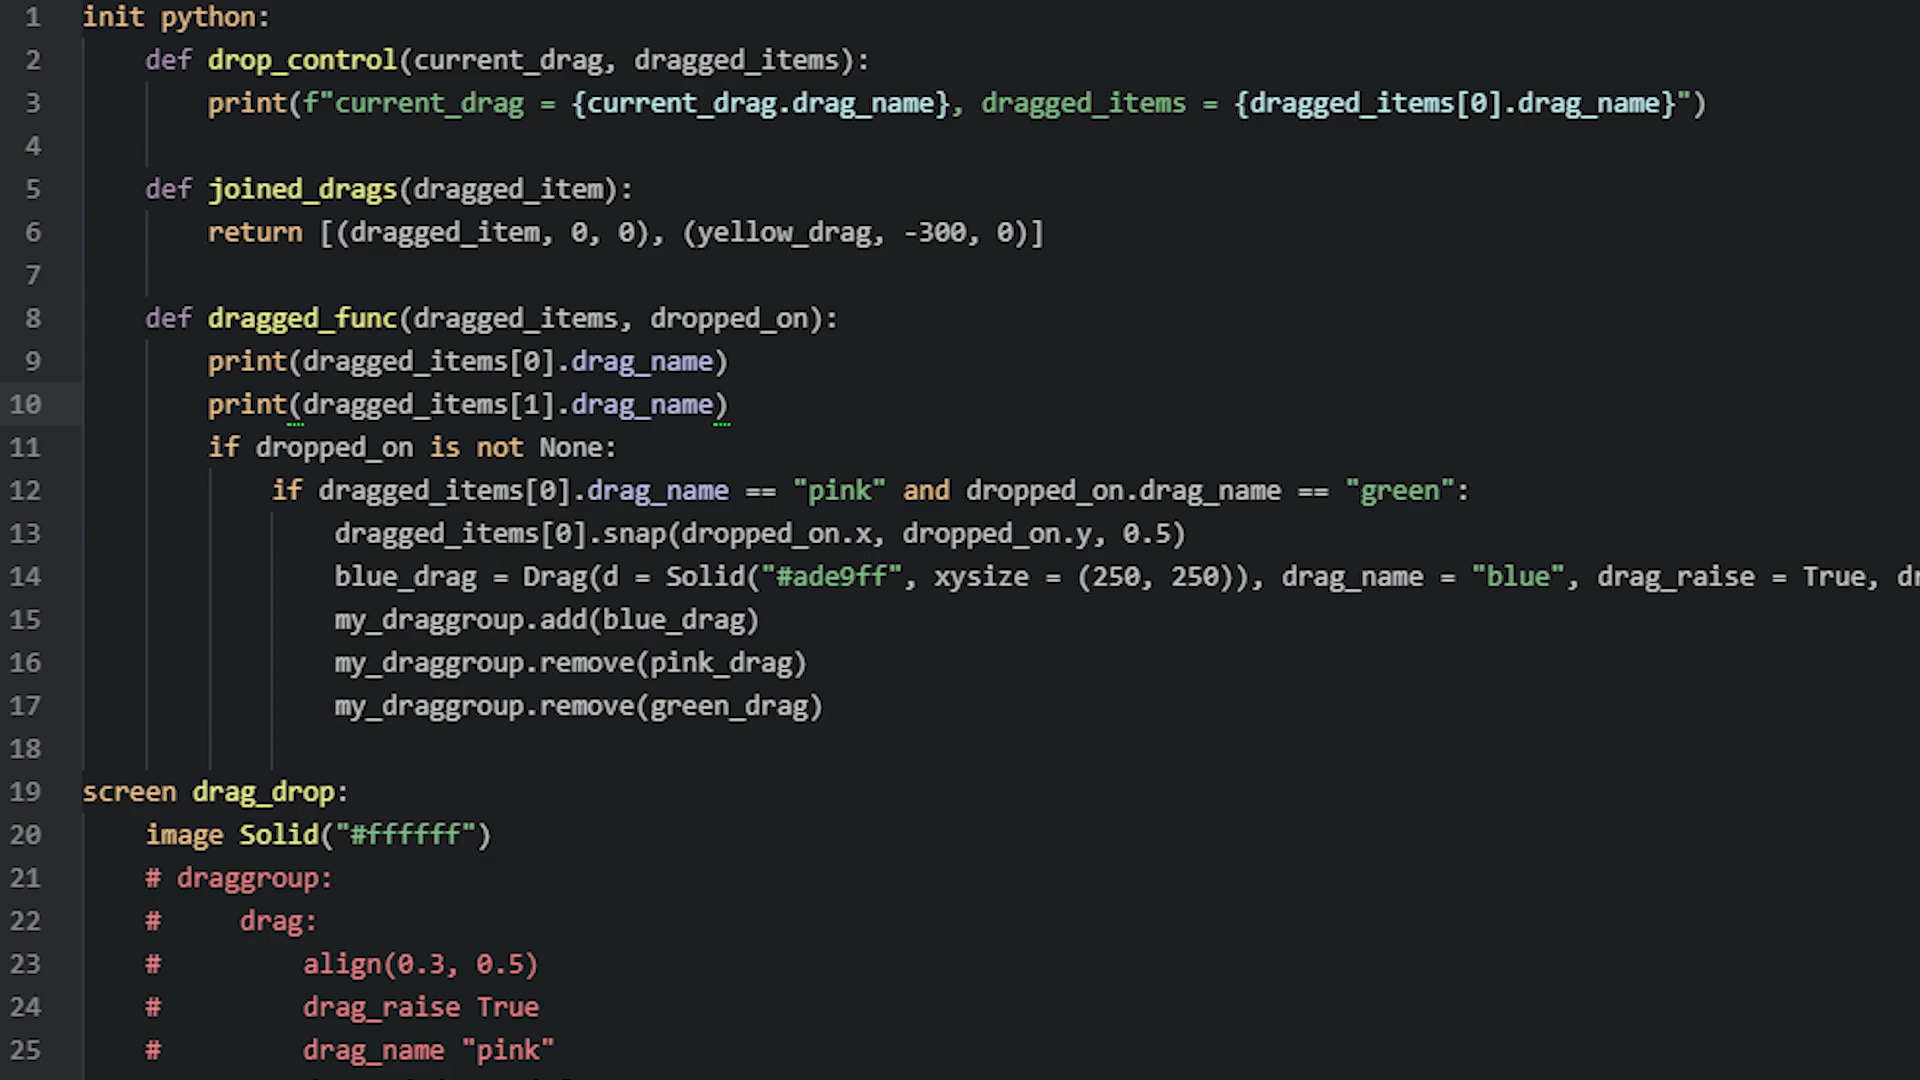 1 init python:
2     def drop_control(current_drag, dragged_items):
3         print(f"current_drag = {current_drag.drag_name}, dragged_items = {dragged_items[0].drag_name}")
4
5     def joined_drags(dragged_item):
6         return [(dragged_item, 0, 0), (yellow_drag, -300, 0)]
7
8     def dragged_func(dragged_items, dropped_on):
9         print(dragged_items[0].drag_name)
10         print(dragged_items[1].drag_name)
11         if dropped_on is not None:
12             if dragged_items[0].drag_name == "pink" and dropped_on.drag_name == "green":
13                 dragged_items[0].snap(dropped_on.x, dropped_on.y, 0.5)
14                 blue_drag = Drag(d = Solid("#ade9ff", xysize = (250, 250)), drag_name = "blue", drag_raise = True, dr
15                 my_draggroup.add(blue_drag)
16                 my_draggroup.remove(pink_drag)
17                 my_draggroup.remove(green_drag)
18
19 screen drag_drop:
20     image Solid("#ffffff")
21     # draggroup:
22     #     drag:
23     #         align(0.3, 0.5)
24     #         drag_raise True
25     #         drag_name "pink"